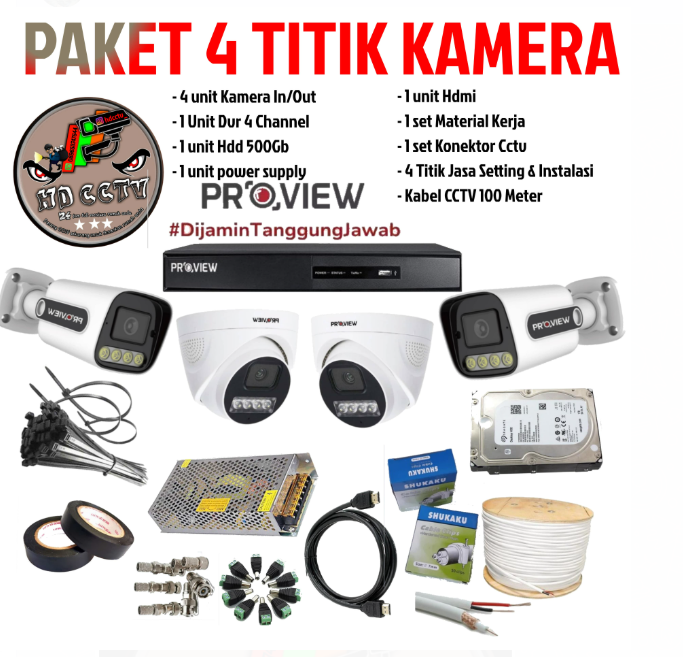 PAKET 4 TITIK KAMERA
- 4 unit Kamera In/Out
- 1 Unit Dvr 4 Channel
- 1 unit Hdd 500Gb
- 1 unit power supply
- 1 unit Hdmi
- 1 set Material Kerja
- 1 set Konektor Cctv
- 4 Titik Jasa Setting & Instalasi
- Kabel CCTV 100 Meter
HD CCTV
24
PROVIEW
#DijaminTanggungJawab
PROVIEW
PROVIEW
PROVIEW
PROVIEW
PROVIEW
SHUKAKU
SHUKAKU